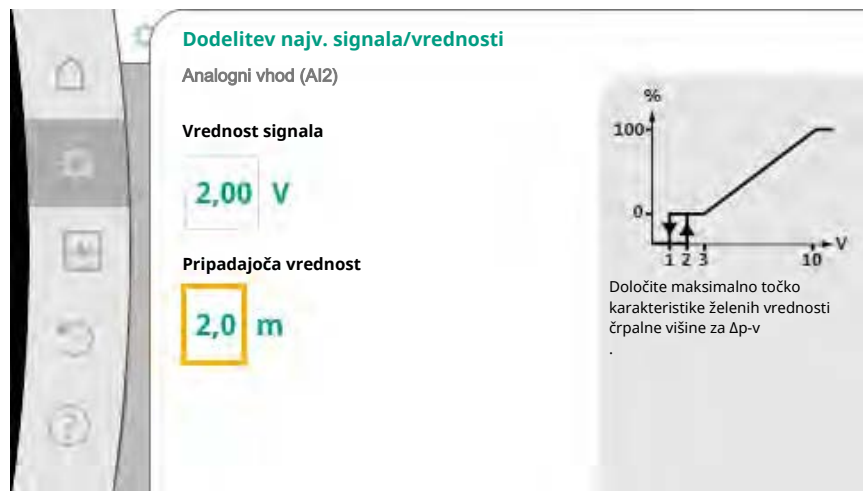 Dodelitev najv. signala/vrednosti
Analogni vhod (AI2)
Vrednost signala
2,00 V
Pripadajoča vrednost
2,0 m
%
100
0
1 2 3 10 V
Določite maksimalno točko
karakteristike želenih vrednosti
črpalne višine za Δp-v
.
?